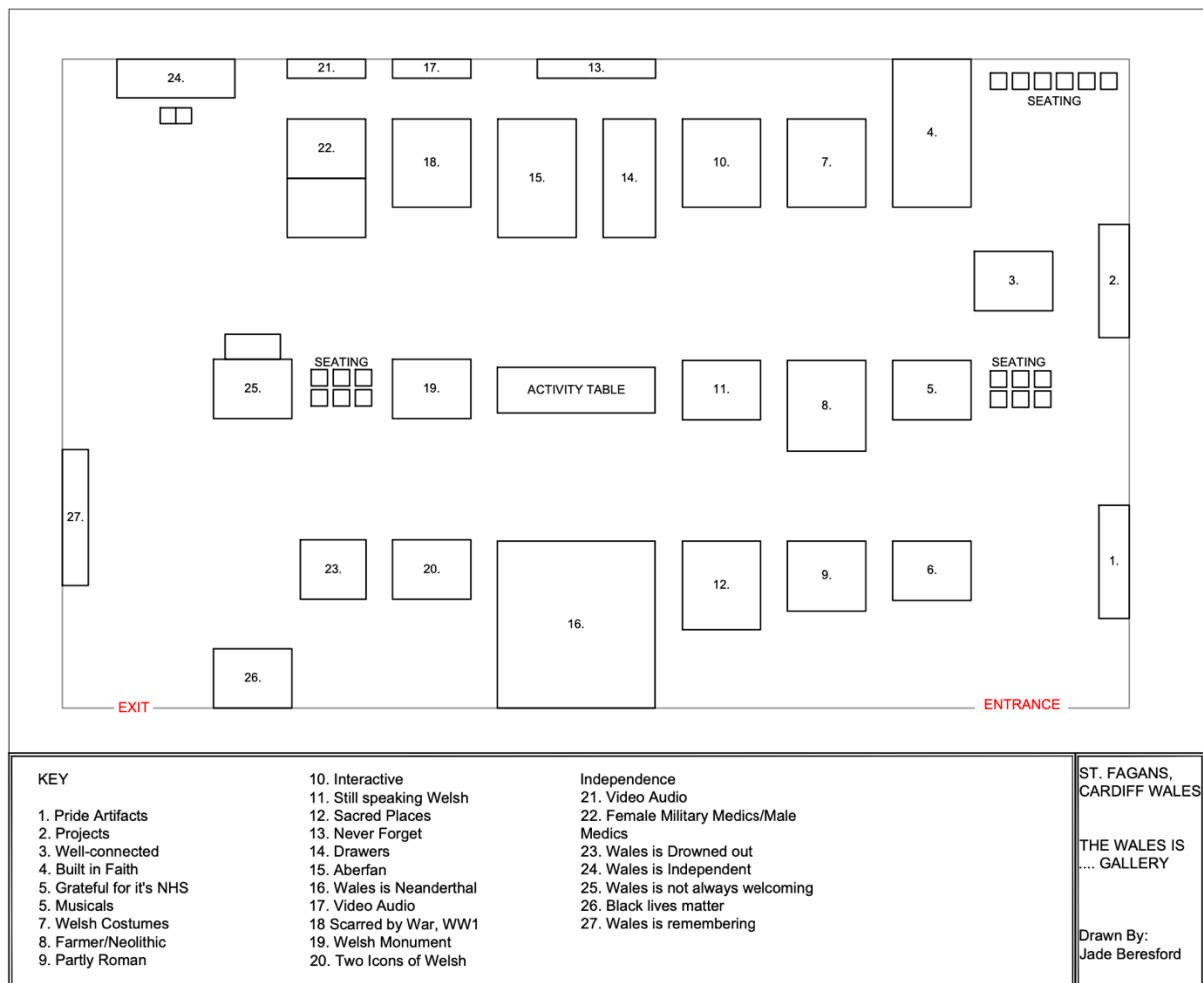 24.
21.
17.
13.
SEATING
4.
22.
18.
15.
14.
10.
7.
3.
2.
SEATING
SEATING
25.
19.
ACTIVITY TABLE
11.
8.
5.
27.
23.
20.
16.
12.
9.
6.
1.
26.
EXIT
ENTRANCE
KEY
1. Pride Artifacts
2. Projects
3. Well-connected
4. Built in Faith
5. Grateful for it's NHS
5. Musicals
7. Welsh Costumes
8. Farmer/Neolithic
9. Partly Roman
10. Interactive
11. Still speaking Welsh
12. Sacred Places
13. Never Forget
14. Drawers
15. Aberfan
16. Wales is Neanderthal
17. Video Audio
18 Scarred by War, WW1
19. Welsh Monument
20. Two Icons of Welsh
Independence
21. Video Audio
22. Female Military Medics/Male
Medics
23. Wales is Drowned out
24. Wales is Independent
25. Wales is not always welcoming
26. Black lives matter
27. Wales is remembering
ST. FAGANS,
CARDIFF WALES
THE WALES IS
.... GALLERY
Drawn By:
Jade Beresford